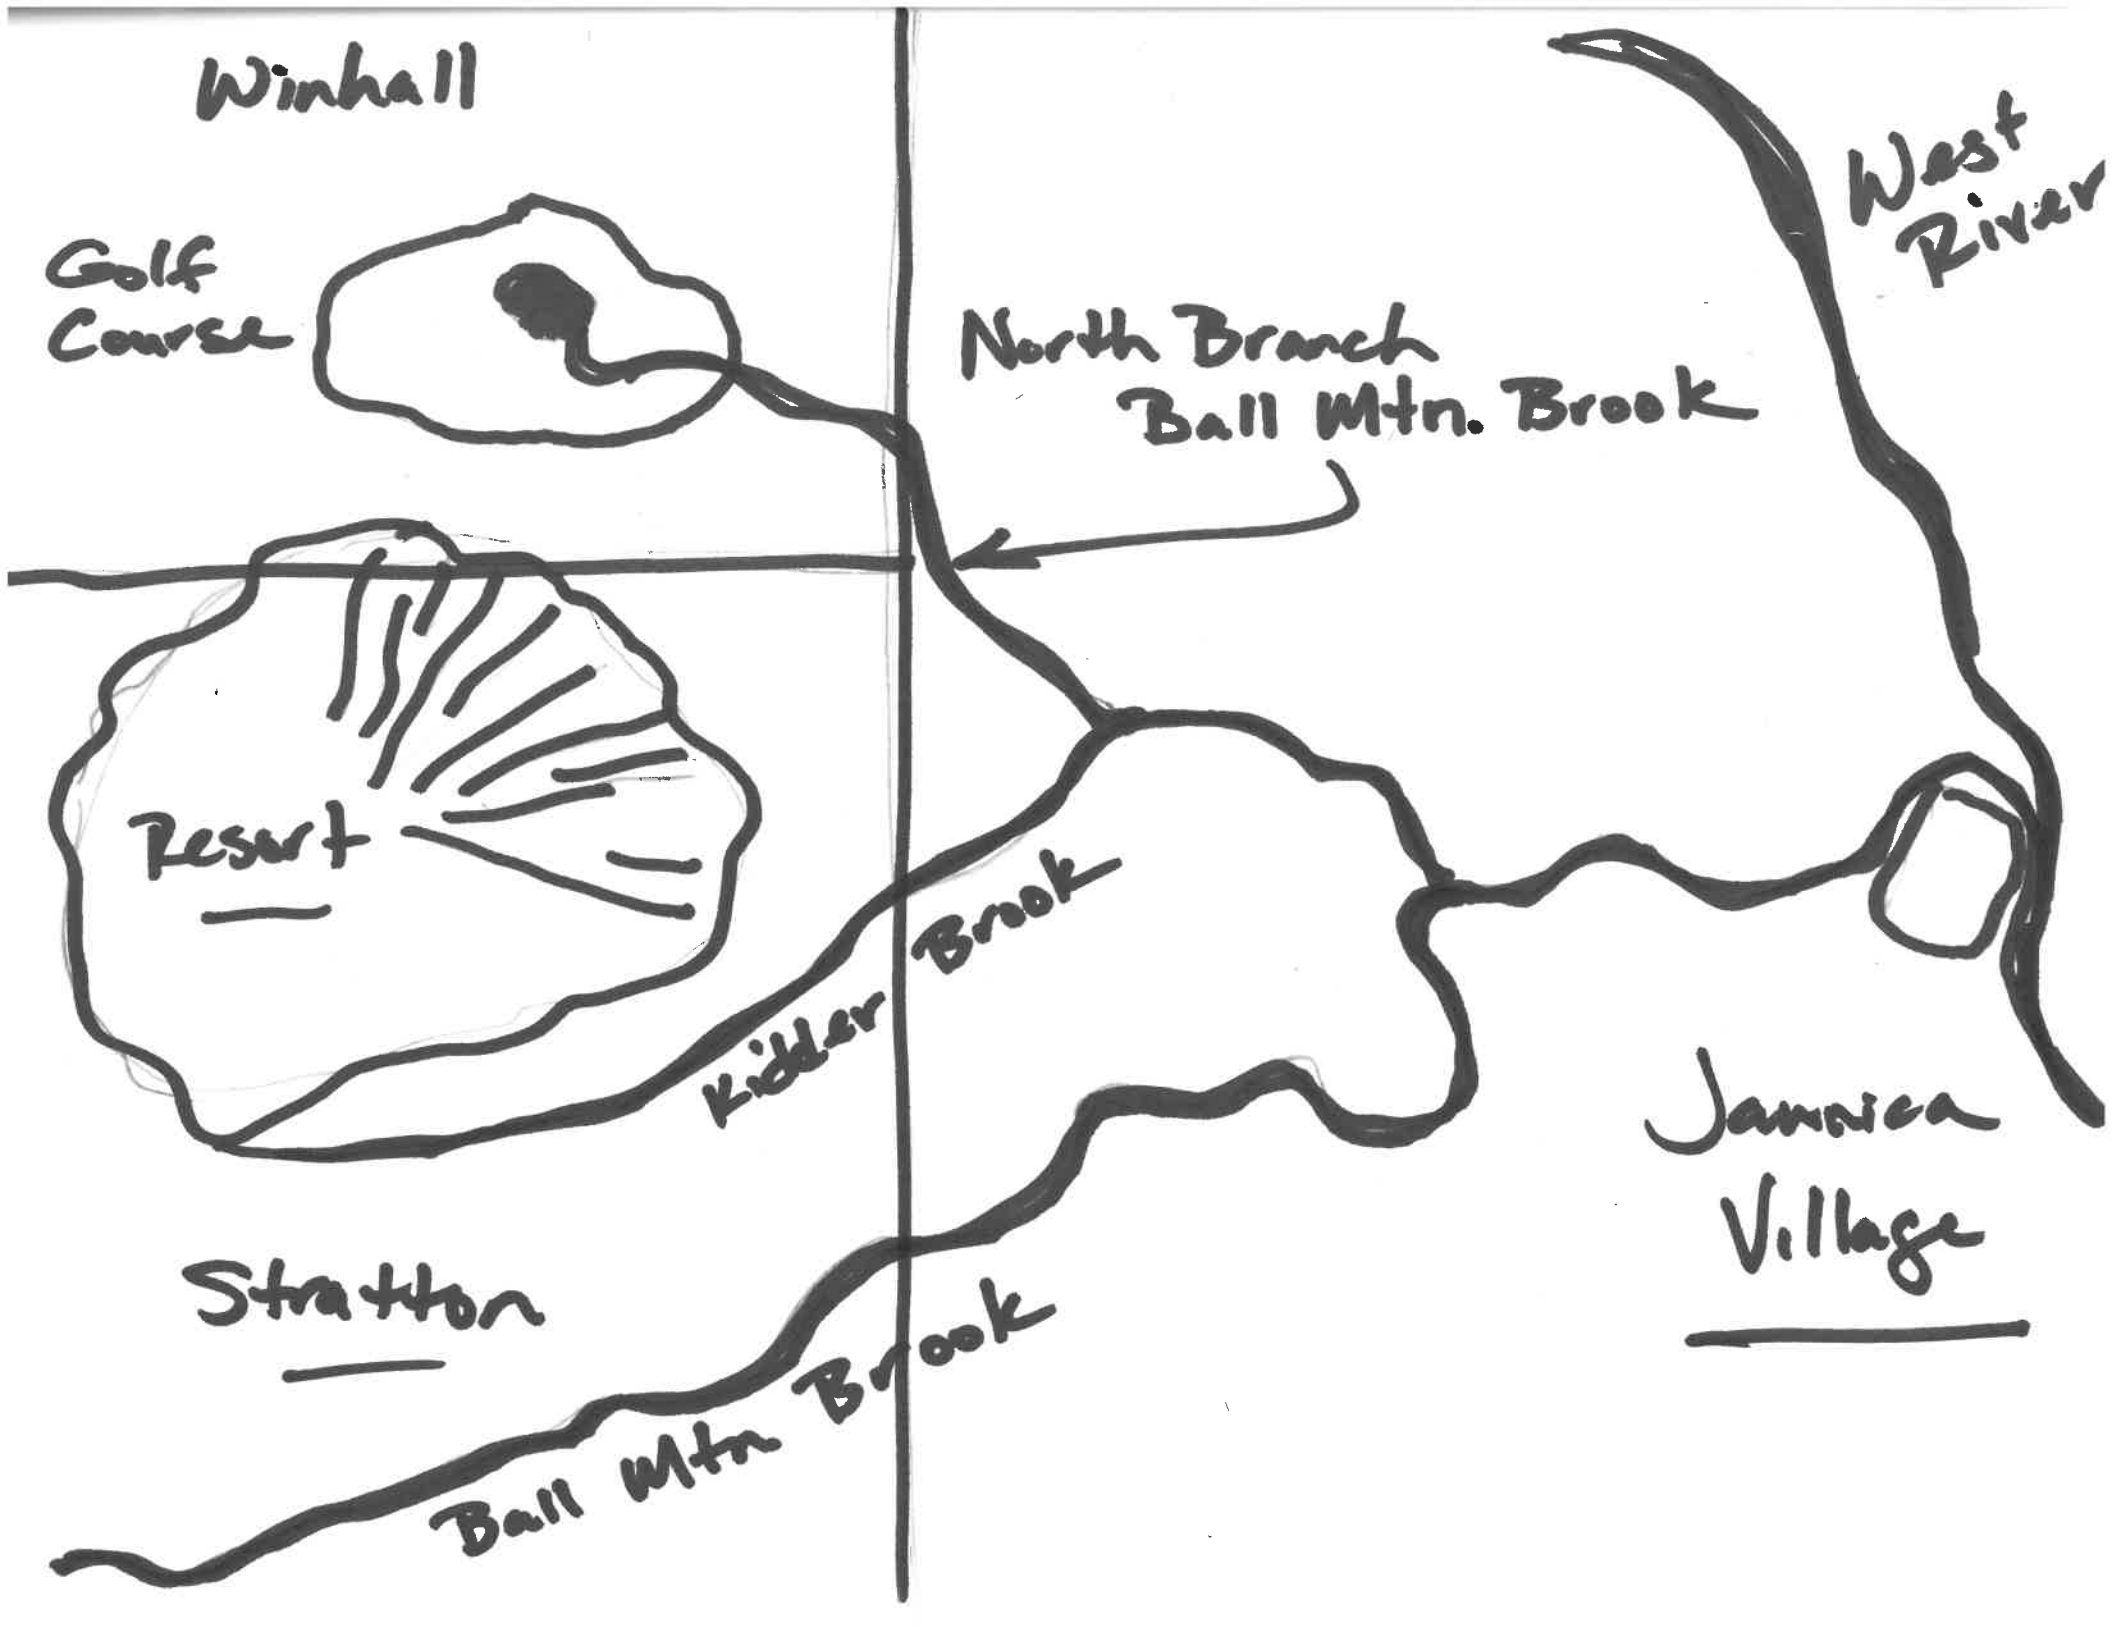 Winhall
West
River
Golf
Course
North Branch
Ball Mtn. Brook
Resort
Kidder Brook
Jamaica
Village
Stratton
Ball Mtn. Brook